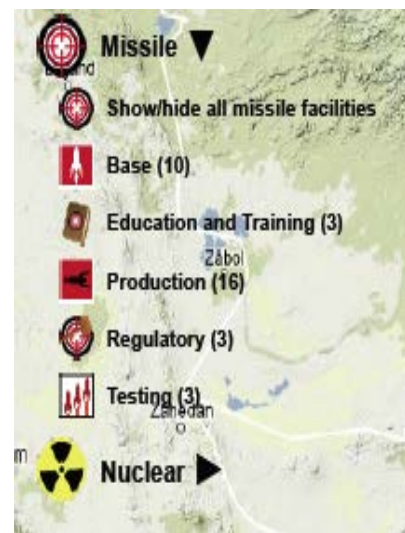 Missile
Show/hide all missile facilities
Base (10)
Education and Training (3)
Zābol
Production (16)
Regulatory (3)
Testing (3)
Zahedan
Nuclear